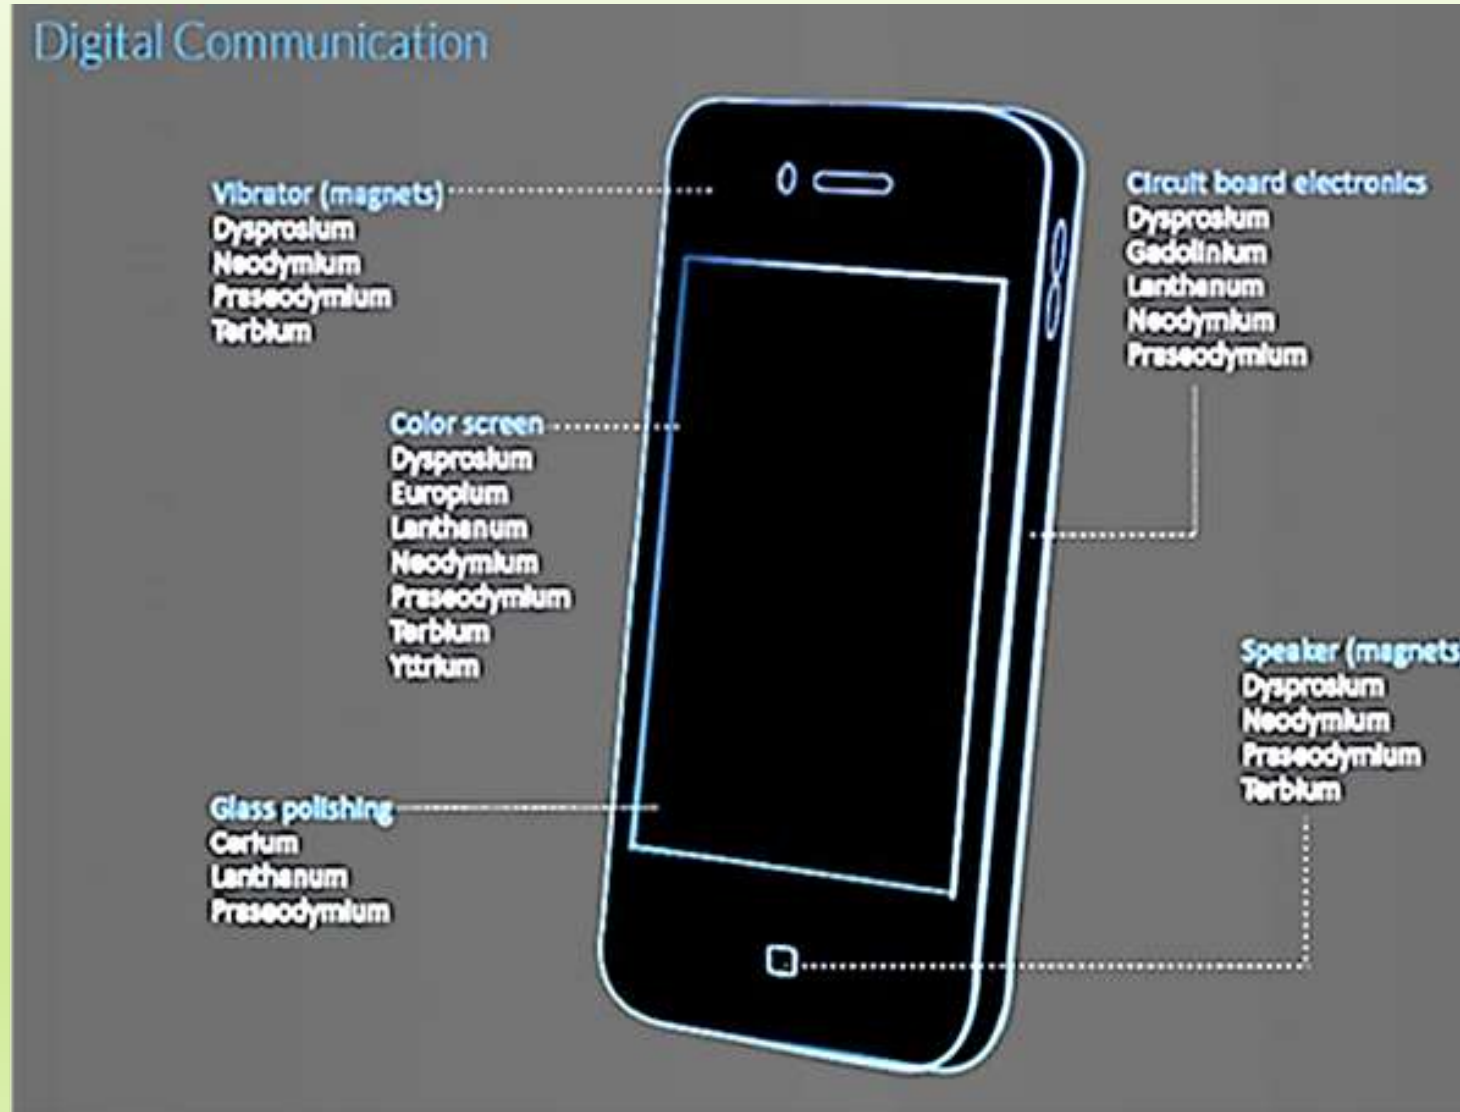 Digital Communication
Vibrator (magnets)
Dysprosium
Neodymium
Praseodymium
Terbium
Color screen
Dysprosium
Europium
Lanthanum
Neodymium
Praseodymium
Terbium
Yttrium
Glass polishing
Cerium
Lanthanum
Praseodymium
Circuit board electronics
Dysprosium
Gadolinium
Lanthanum
Neodymium
Praseodymium
Speaker (magnets
Dysprosium
Neodymium
Praseodymium
Terbium